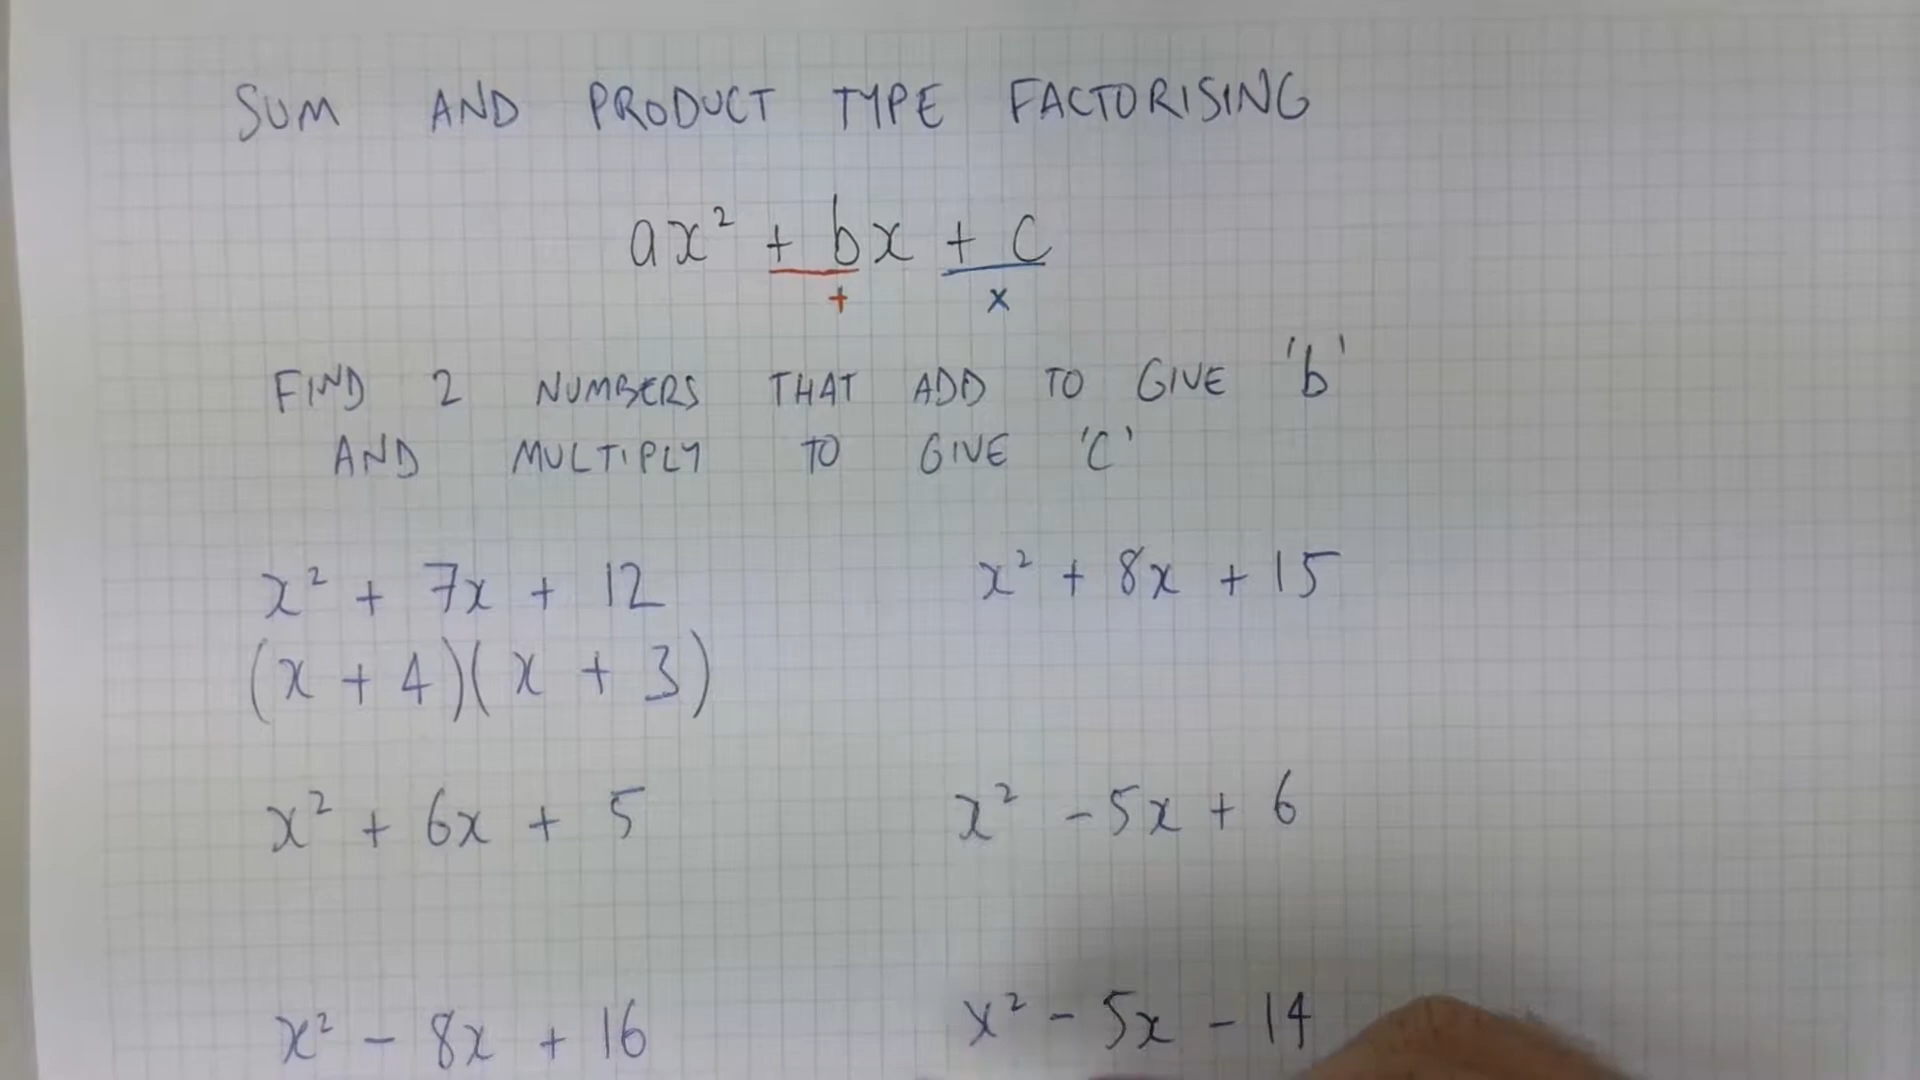 SUM AND PRODUCT TYPE FACTORISING
ax² + bx + c
+ x
FIND 2 NUMBERS THAT ADD TO GIVE 'b'
AND MULTIPLY TO GIVE 'C'
x² + 7x + 12
(x + 4)(x + 3)
x² + 8x + 15
x² + 6x + 5
x² - 5x + 6
x² - 8x + 16
x² - 5x - 14